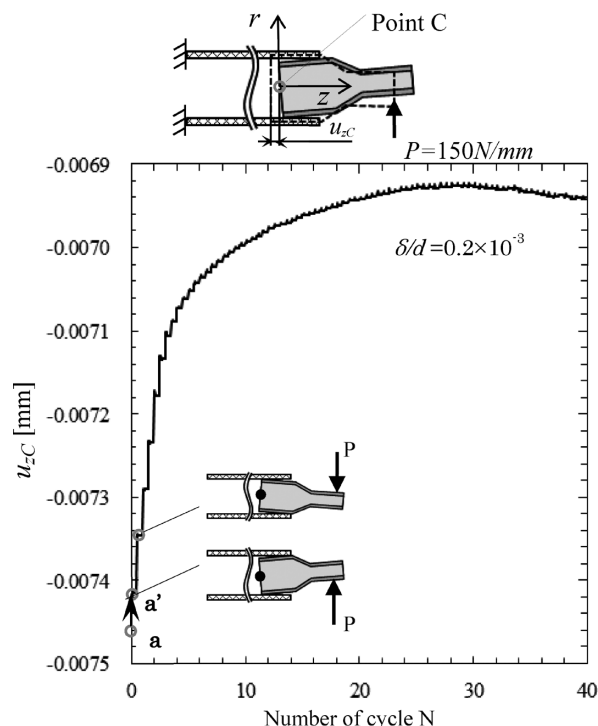 r
Point C
z
u_zC
P=150N/mm
-0.0069
-0.0070
-0.0071
-0.0072
-0.0073
-0.0074
-0.0075
u_zC [mm]
δ/d=0.2×10⁻³
P
P
a'
a
0
10
20
30
40
Number of cycle N